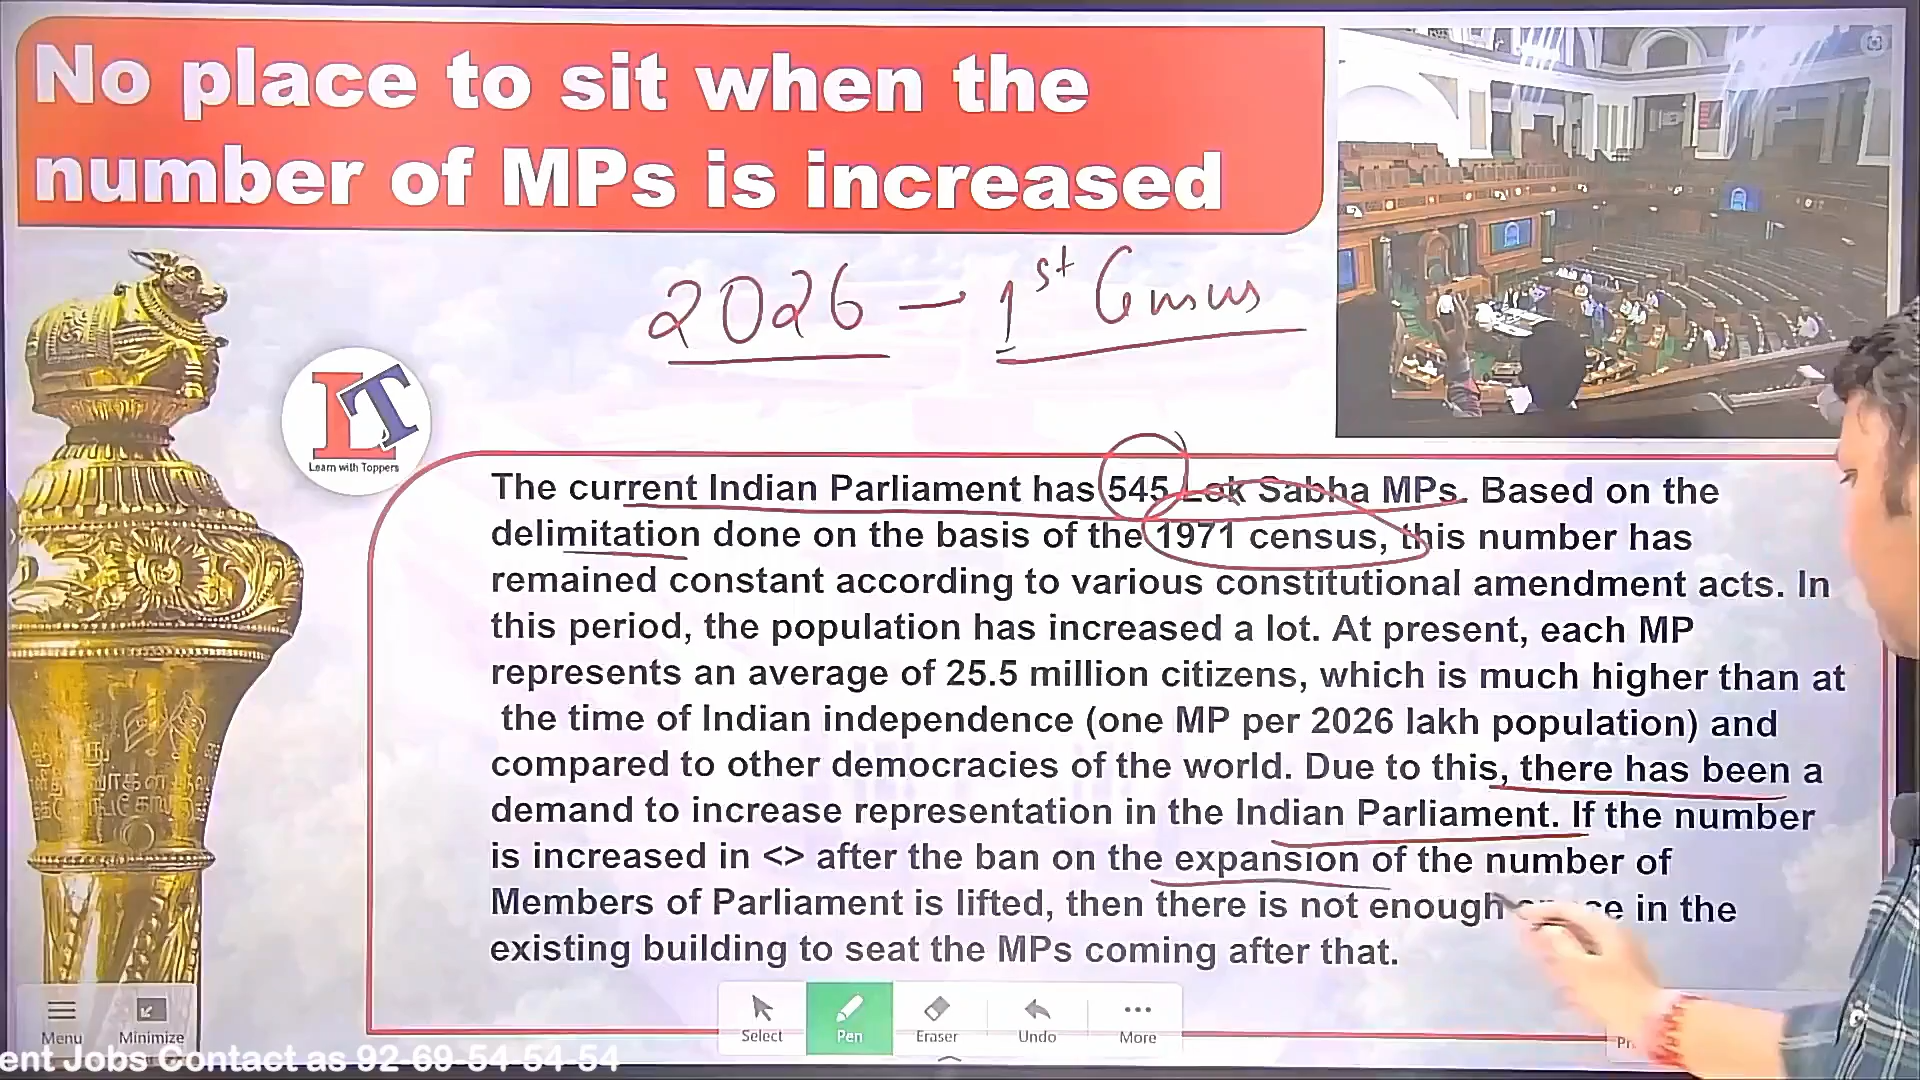 No place to sit when the
number of MPs is increased
2026 – 1st Census
LT
Learn with Toppers
The current Indian Parliament has 545 Lok Sabha MPs. Based on the
delimitation done on the basis of the 1971 census, this number has
remained constant according to various constitutional amendment acts. In
this period, the population has increased a lot. At present, each MP
represents an average of 25.5 million citizens, which is much higher than at
the time of Indian independence (one MP per 2026 lakh population) and
compared to other democracies of the world. Due to this, there has been a
demand to increase representation in the Indian Parliament. If the number
is increased in <> after the ban on the expansion of the number of
Members of Parliament is lifted, then there is not enough in the
existing building to seat the MPs coming after that.
Menu Minimize Select Pen Eraser Undo More
ent Jobs Contact as 92-69-54-54-54